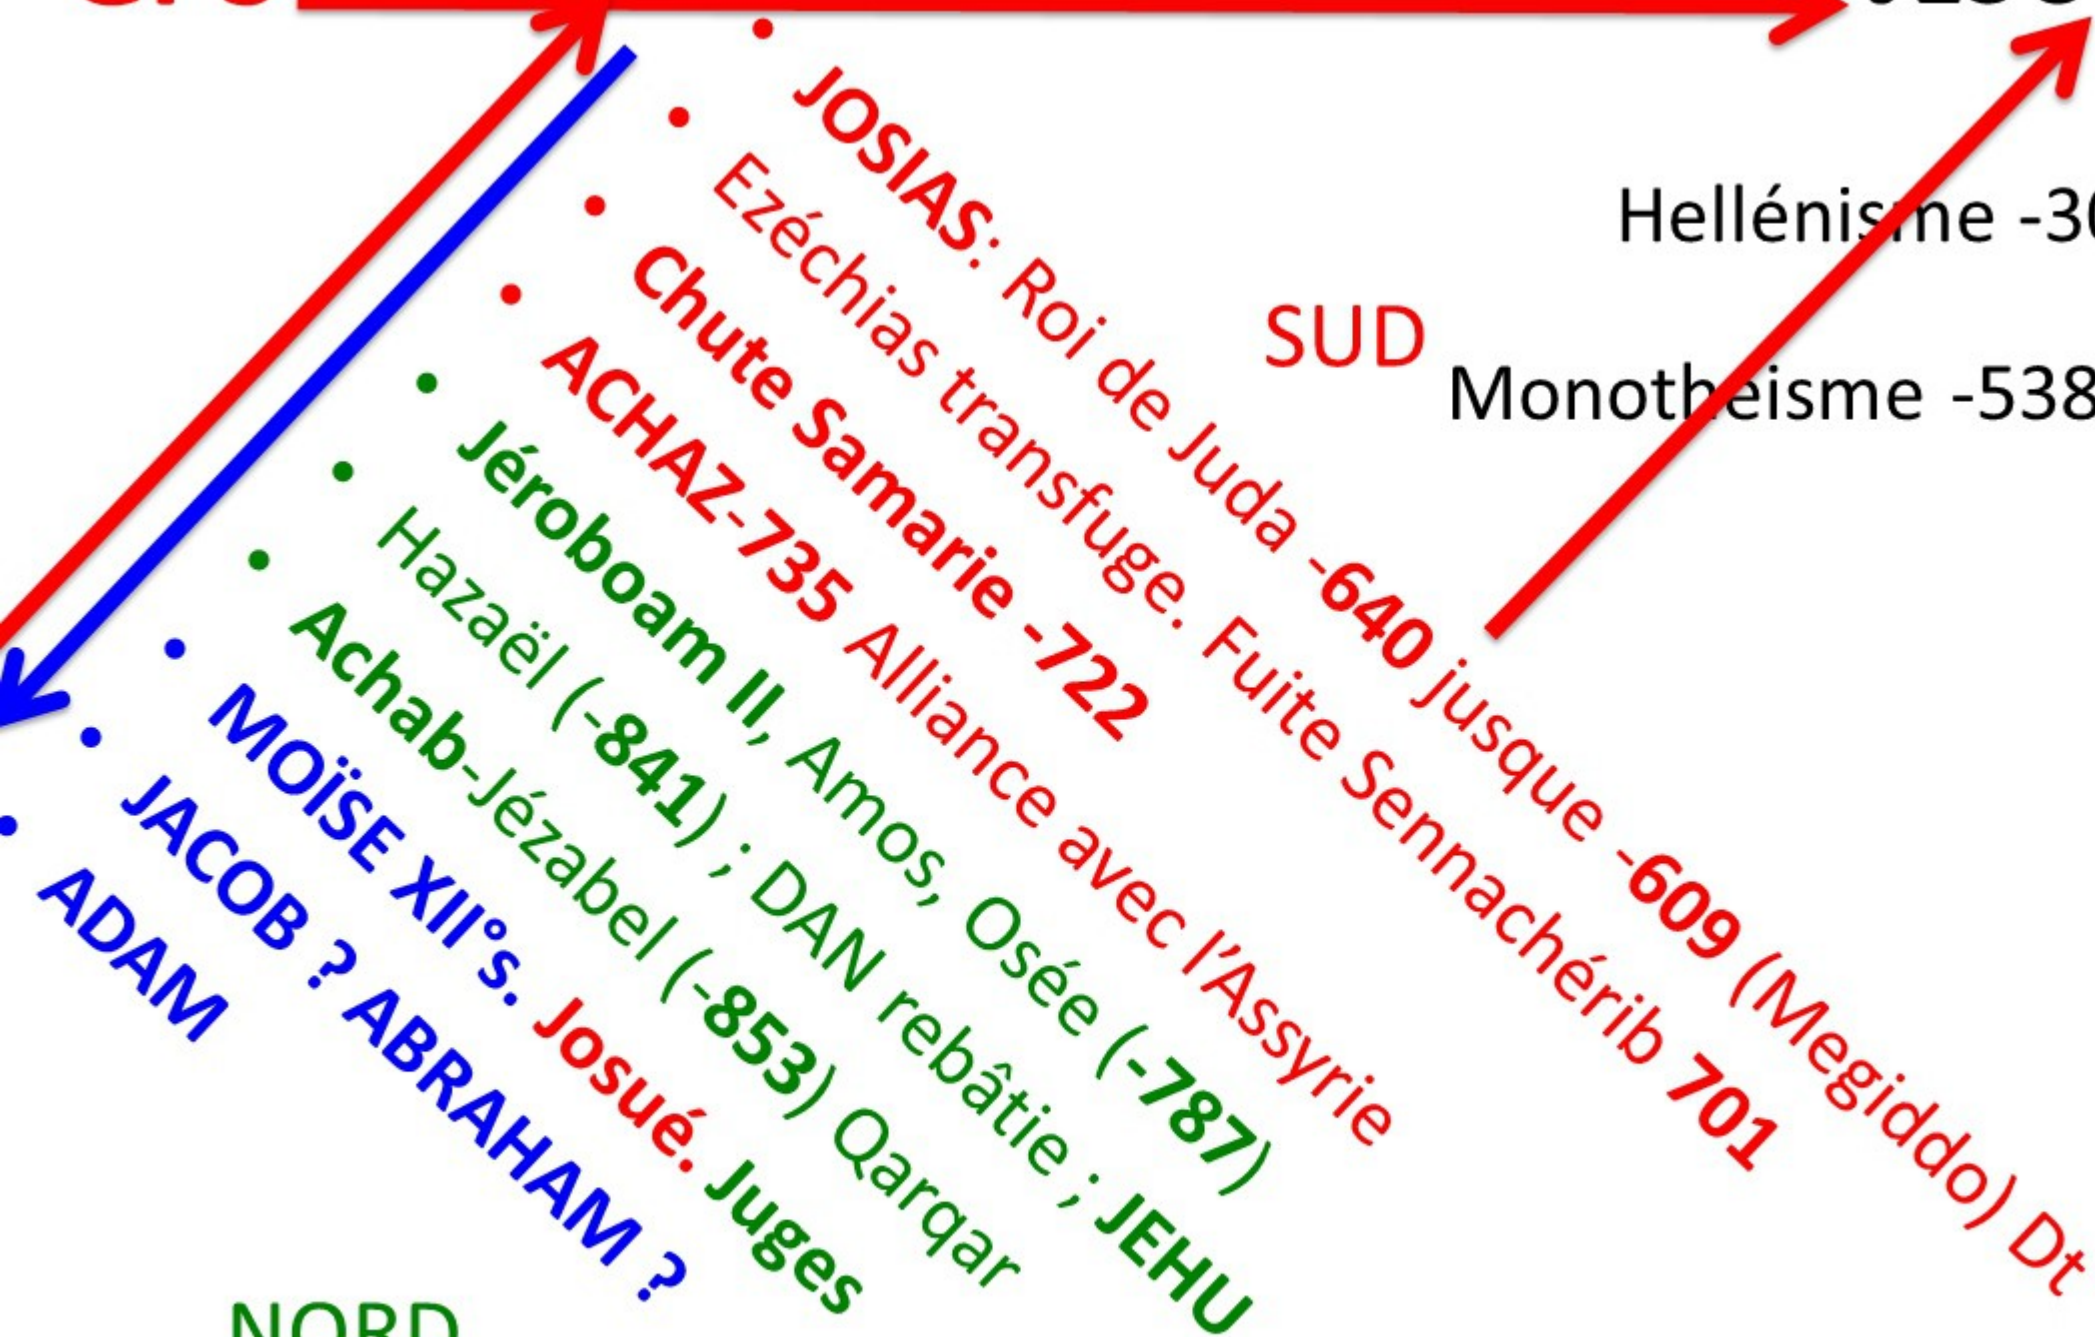 JOSIAS: Roi de Juda -640 jusque -609 (Megiddo) Dt
Ezéchias transfuge. Fuite Sennachérib 701
Chute Samarie -722
ACHAZ-735 Alliance avec l'Assyrie
Jéroboam II, Amos, Osée (-787)
Hazaël (-841) ; DAN rebâtie ; JEHU
Achab-Jézabel (-853) Qarqar
MOÏSE XII°s. Josué. Juges
JACOB ? ABRAHAM ?
ADAM
Hellénisme
SUD
Monotheisme -538
NORD